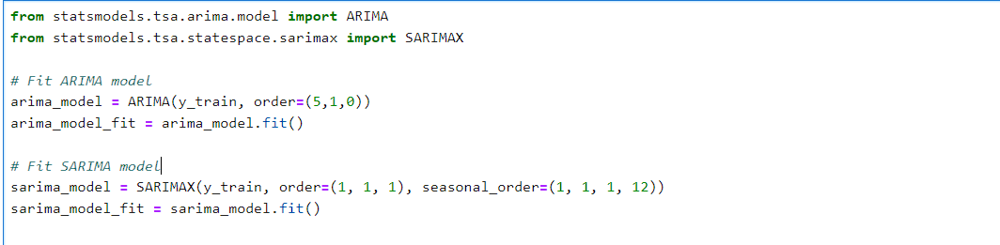 from statsmodels.tsa.arima.model import ARIMA
from statsmodels.tsa.statespace.sarimax import SARIMAX
# Fit ARIMA model
arima_model = ARIMA(y_train, order=(5,1,0))
arima_model_fit = arima_model.fit()
# Fit SARIMA model
sarima_model = SARIMAX(y_train, order=(1, 1, 1), seasonal_order=(1, 1, 1, 12))
sarima_model_fit = sarima_model.fit()